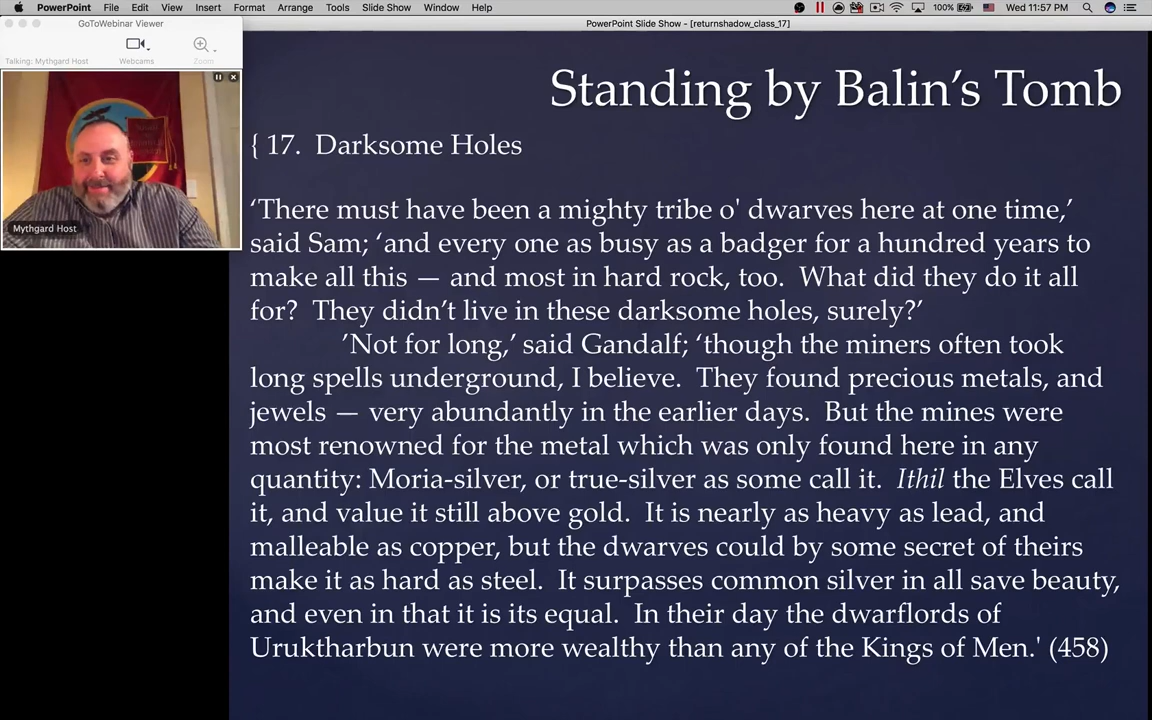 PowerPoint File Edit View Insert Format Arrange Tools Slide Show Window Help 100% Wed 11:57 PM
GoToWebinar Viewer
PowerPoint Slide Show - [returnshadow_class_17]
Talking: Mythgard Host Webcams Zoom
Mythgard Host
Standing by Balin’s Tomb
{ 17. Darksome Holes
‘There must have been a mighty tribe o' dwarves here at one time,’
said Sam; ‘and every one as busy as a badger for a hundred years to
make all this — and most in hard rock, too. What did they do it all
for? They didn’t live in these darksome holes, surely?’
’Not for long,’ said Gandalf; ‘though the miners often took
long spells underground, I believe. They found precious metals, and
jewels — very abundantly in the earlier days. But the mines were
most renowned for the metal which was only found here in any
quantity: Moria-silver, or true-silver as some call it. Ithil the Elves call
it, and value it still above gold. It is nearly as heavy as lead, and
malleable as copper, but the dwarves could by some secret of theirs
make it as hard as steel. It surpasses common silver in all save beauty,
and even in that it is its equal. In their day the dwarflords of
Uruktharbun were more wealthy than any of the Kings of Men.' (458)